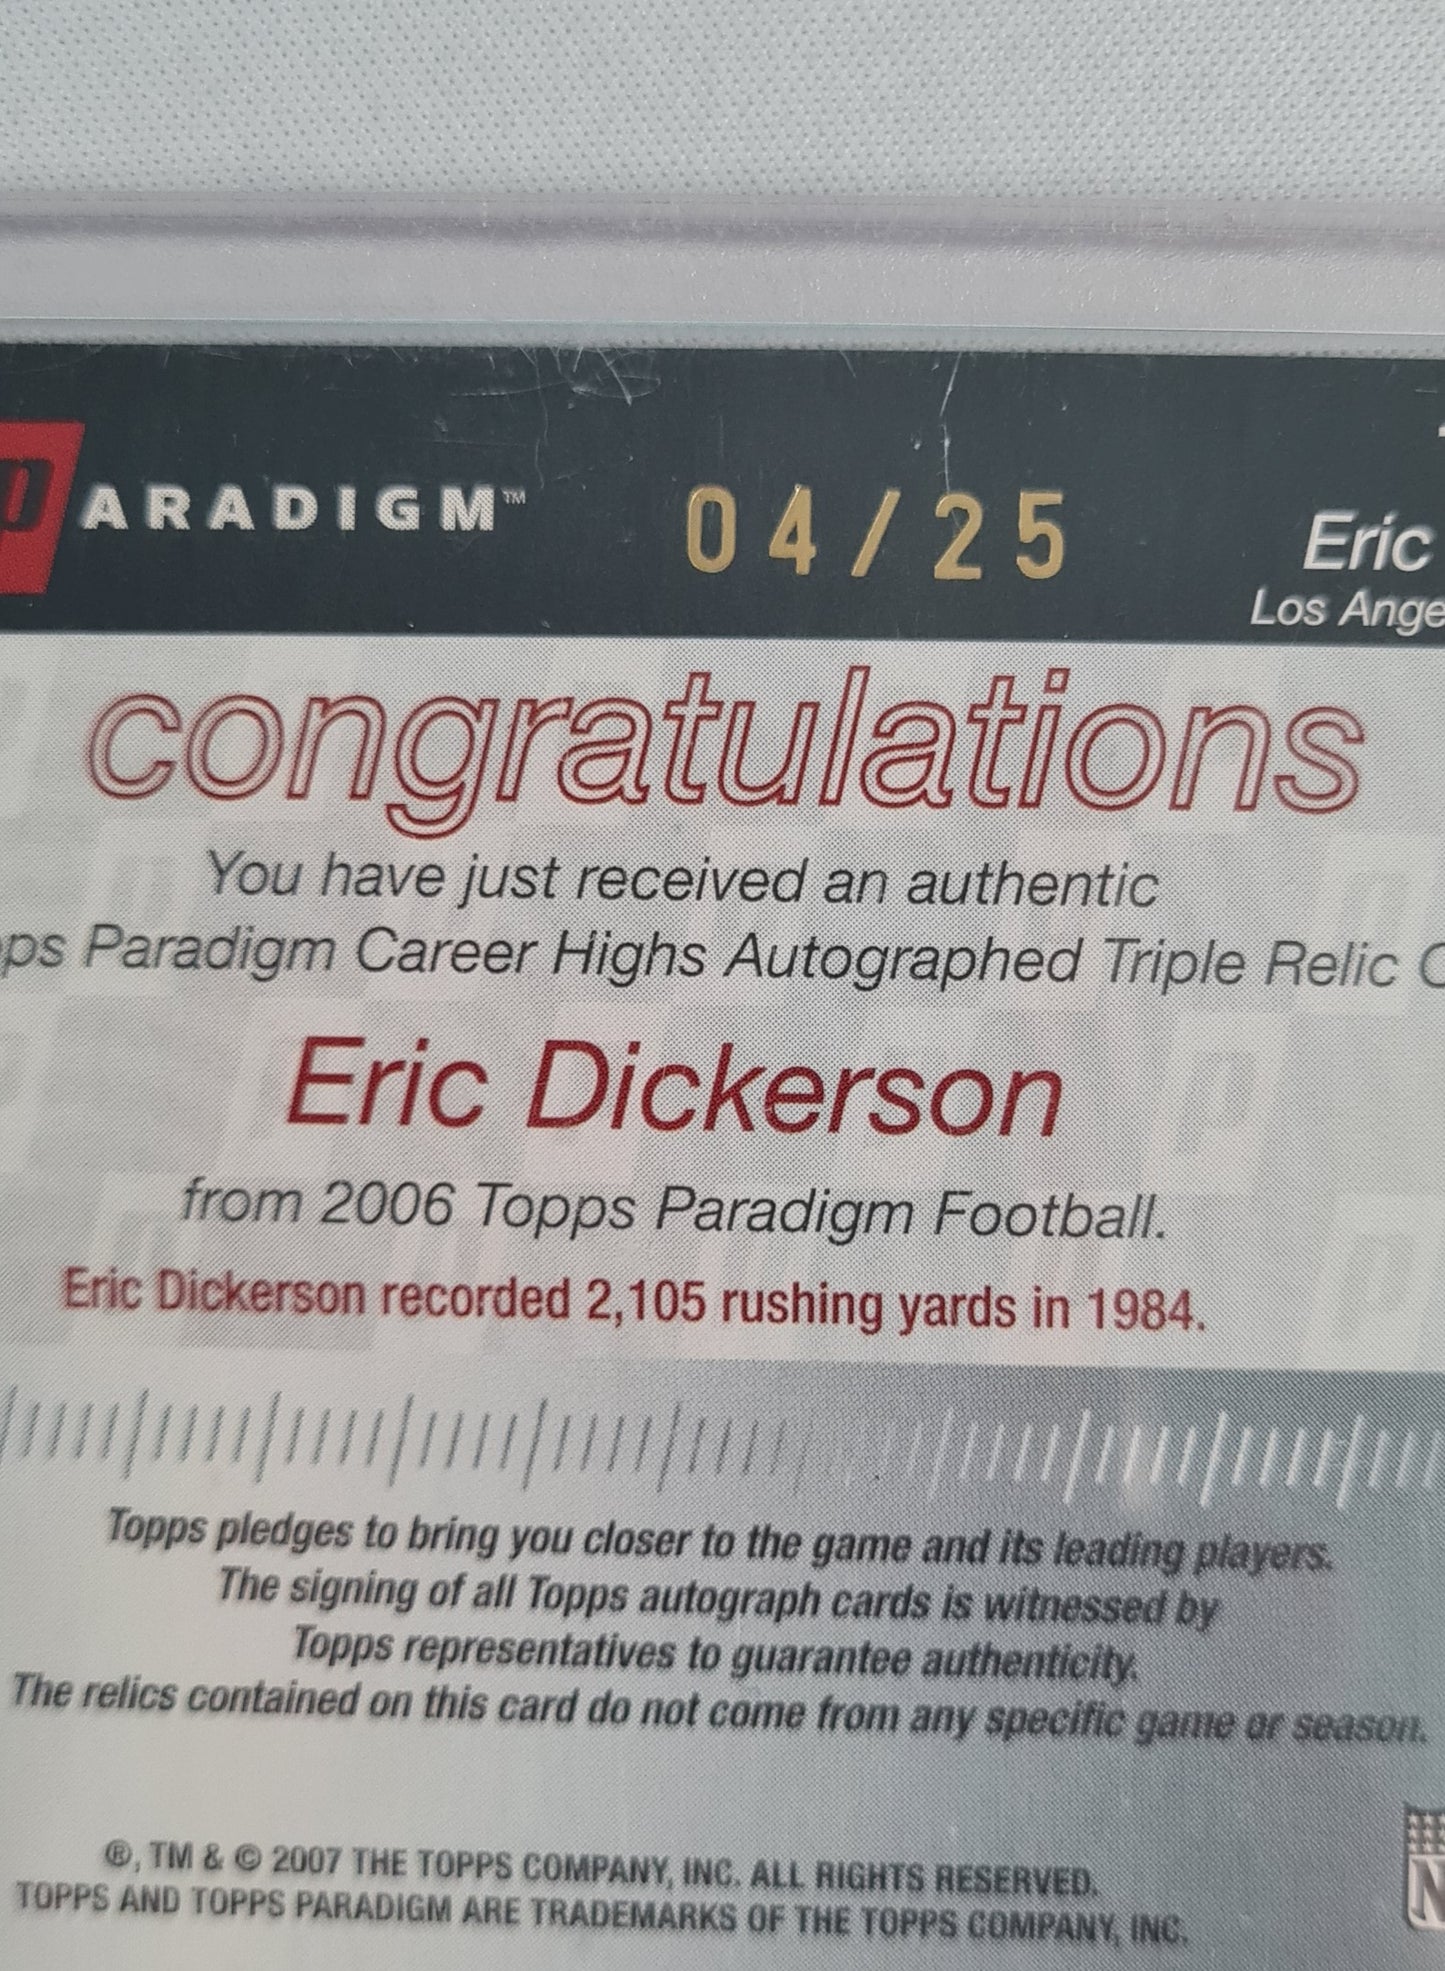 PARADIGM™ 04/25 Eric
Los Ange
congratulations
You have just received an authentic
ps Paradigm Career Highs Autographed Triple Relic C
Eric Dickerson
from 2006 Topps Paradigm Football.
Eric Dickerson recorded 2,105 rushing yards in 1984.
Topps pledges to bring you closer to the game and its leading players.
The signing of all Topps autograph cards is witnessed by
Topps representatives to guarantee authenticity.
The relics contained on this card do not come from any specific game or season.
®, TM & © 2007 THE TOPPS COMPANY, INC. ALL RIGHTS RESERVED.
TOPPS AND TOPPS PARADIGM ARE TRADEMARKS OF THE TOPPS COMPANY, INC.
N